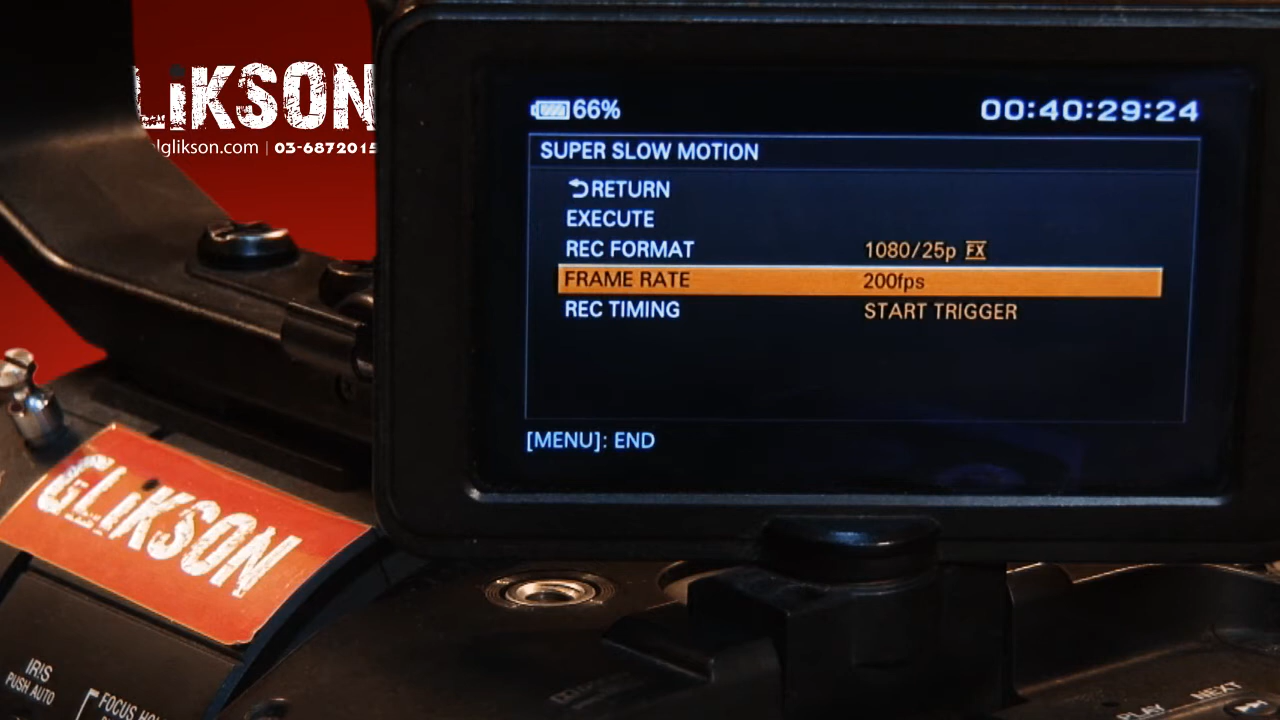 LiKSON
lglikson.com | 03-6872015
66%
00:40:29:24
SUPER SLOW MOTION
RETURN
EXECUTE
REC FORMAT 1080/25p FX
FRAME RATE 200fps
REC TIMING START TRIGGER
[MENU]: END
GLiKSON
IRIS
PUSH AUTO
FOCUS
PLAY
NEXT